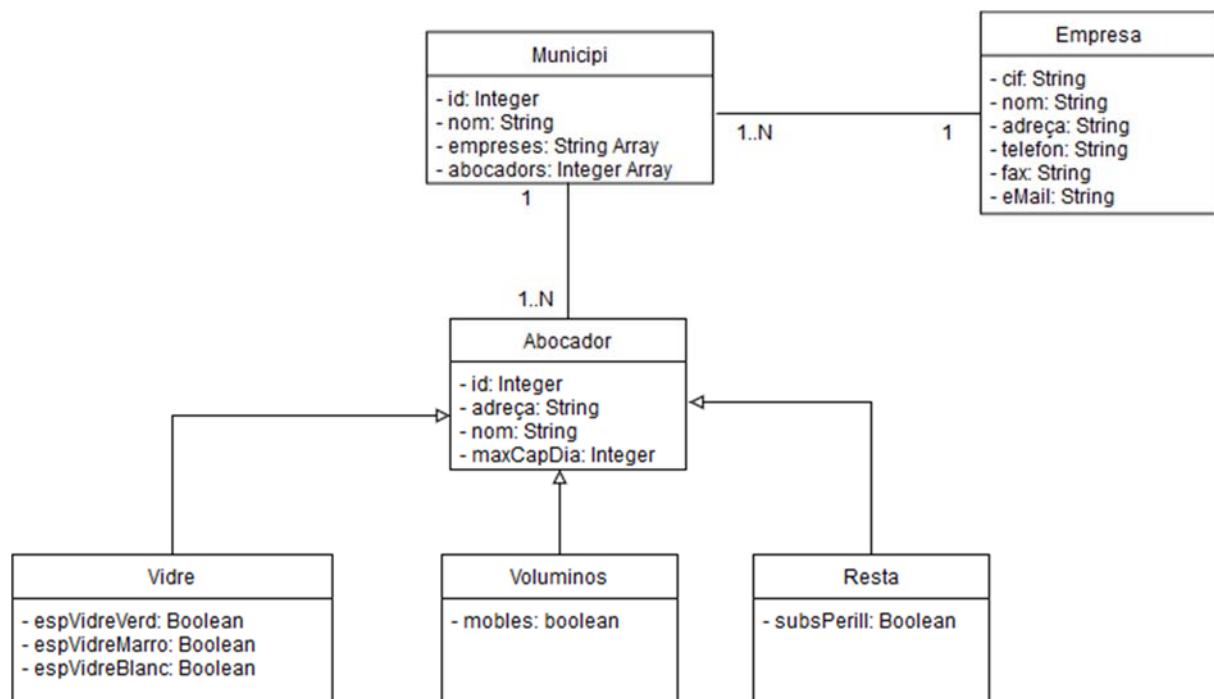 Municipi
- id: Integer
- nom: String
- empreses: String Array
- abocadors: Integer Array
Empresa
- cif: String
- nom: String
- adreça: String
- telefon: String
- fax: String
- eMail: String
1..N
1
1
1..N
Abocador
- id: Integer
- adreça: String
- nom: String
- maxCapDia: Integer
Vidre
- espVidreVerd: Boolean
- espVidreMarro: Boolean
- espVidreBlanc: Boolean
Voluminos
- mobles: boolean
Resta
- subsPerill: Boolean